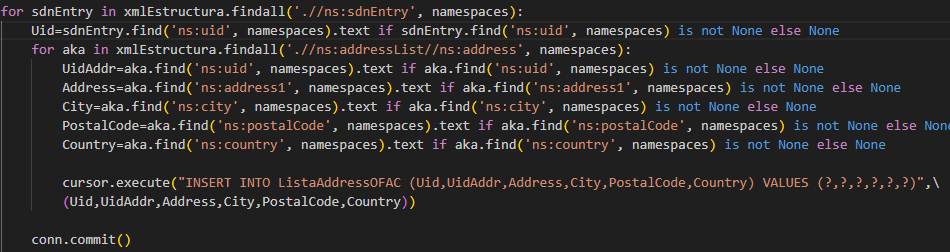 for sdnEntry in xmlEstructura.findall('.//ns:sdnEntry', namespaces):
Uid=sdnEntry.find('ns:uid', namespaces).text if sdnEntry.find('ns:uid', namespaces) is not None else None
for aka in xmlEstructura.findall('.//ns:addressList//ns:address', namespaces):
UidAddr=aka.find('ns:uid', namespaces).text if aka.find('ns:uid', namespaces) is not None else None
Address=aka.find('ns:address1', namespaces).text if aka.find('ns:address1', namespaces) is not None else None
City=aka.find('ns:city', namespaces).text if aka.find('ns:city', namespaces) is not None else None
PostalCode=aka.find('ns:postalCode', namespaces).text if aka.find('ns:postalCode', namespaces) is not None else None
Country=aka.find('ns:country', namespaces).text if aka.find('ns:country', namespaces) is not None else None
cursor.execute("INSERT INTO ListaAddressOFAC (Uid,UidAddr,Address,City,PostalCode,Country) VALUES (?,?,?,?,?,?)",\
(Uid,UidAddr,Address,City,PostalCode,Country))
conn.commit()